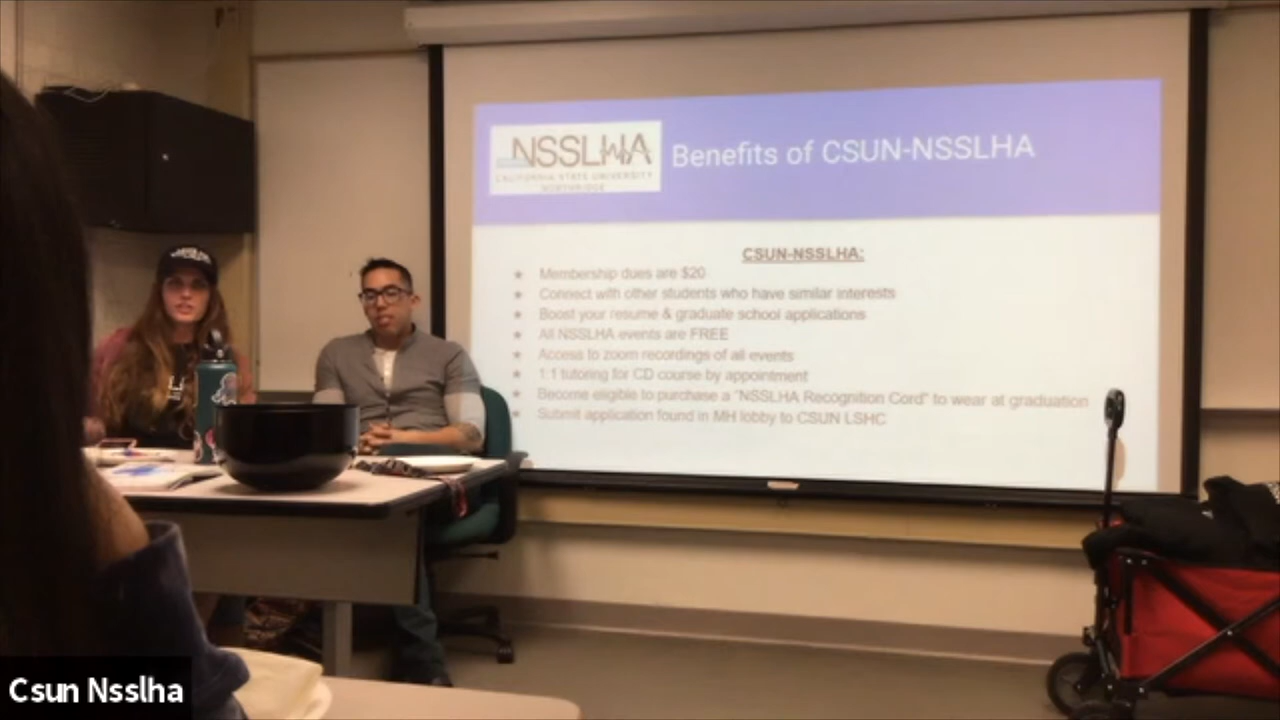 NSSLHA
CALIFORNIA STATE UNIVERSITY
NORTHRIDGE
Benefits of CSUN-NSSLHA
CSUN-NSSLHA:
★ Membership dues are $20
★ Connect with other students who have similar interests
★ Boost your resume & graduate school applications
★ All NSSLHA events are FREE
★ Access to zoom recordings of all events
★ 1:1 tutoring for CD course by appointment
★ Become eligible to purchase a "NSSLHA Recognition Cord" to wear at graduation
★ Submit application found in MH lobby to CSUN LSHC
Csun Nsslha